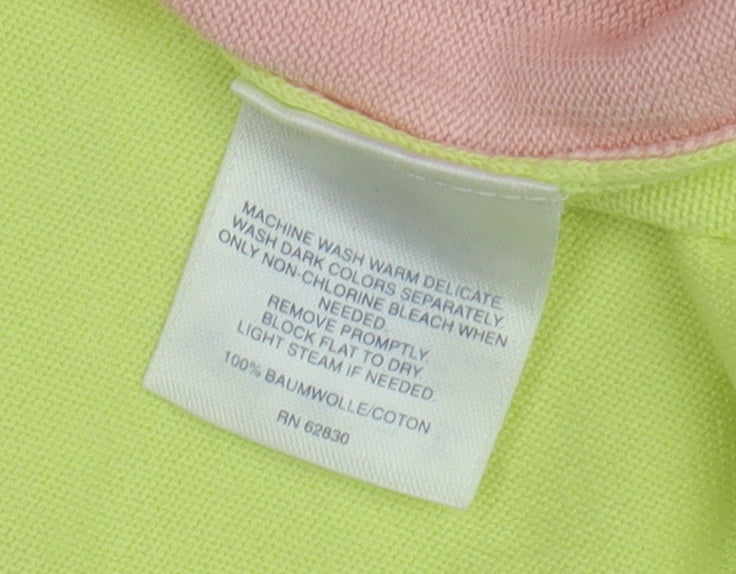 MACHINE WASH WARM DELICATE
WASH DARK COLORS SEPARATELY.
ONLY NON-CHLORINE BLEACH WHEN
NEEDED.
REMOVE PROMPTLY.
BLOCK FLAT TO DRY.
LIGHT STEAM IF NEEDED.
100% BAUMWOLLE/COTON
RN 62830